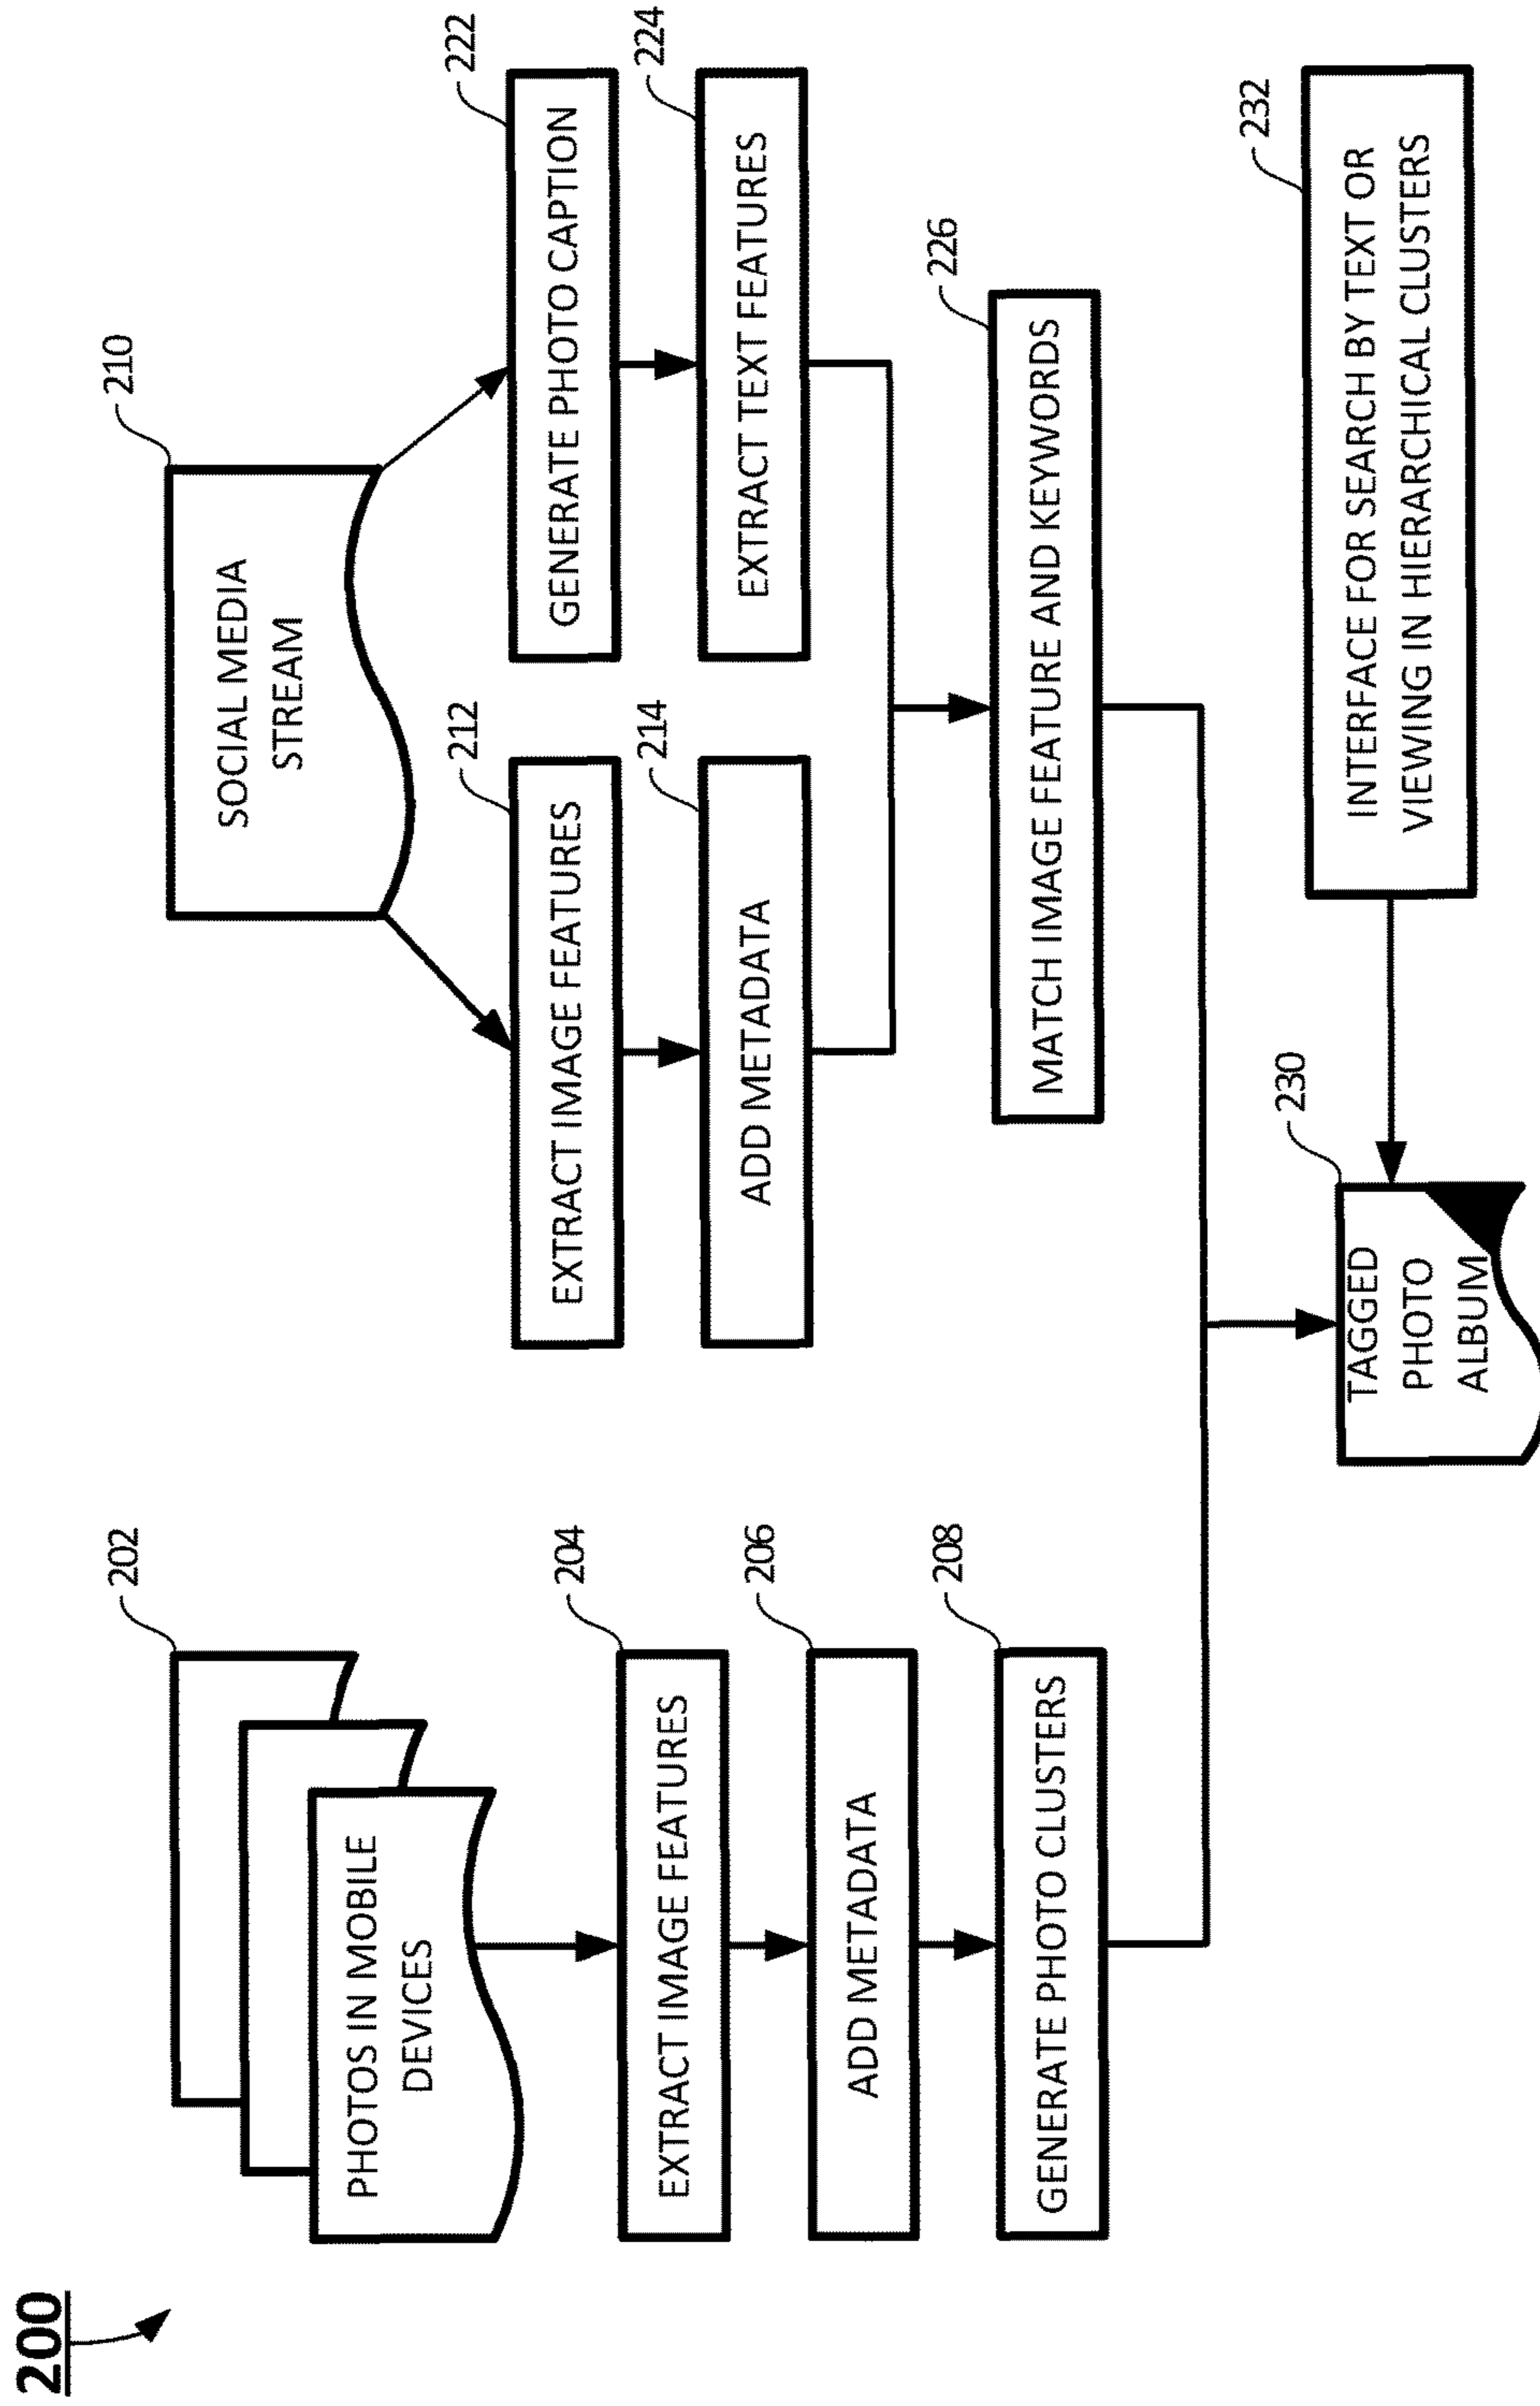 200
202
PHOTOS IN MOBILE
DEVICES
204
EXTRACT IMAGE FEATURES
206
ADD METADATA
208
GENERATE PHOTO CLUSTERS
210
SOCIAL MEDIA
STREAM
212
EXTRACT IMAGE FEATURES
214
ADD METADATA
222
GENERATE PHOTO CAPTION
224
EXTRACT TEXT FEATURES
226
MATCH IMAGE FEATURE AND KEYWORDS
230
TAGGED
PHOTO
ALBUM
232
INTERFACE FOR SEARCH BY TEXT OR
VIEWING IN HIERARCHICAL CLUSTERS